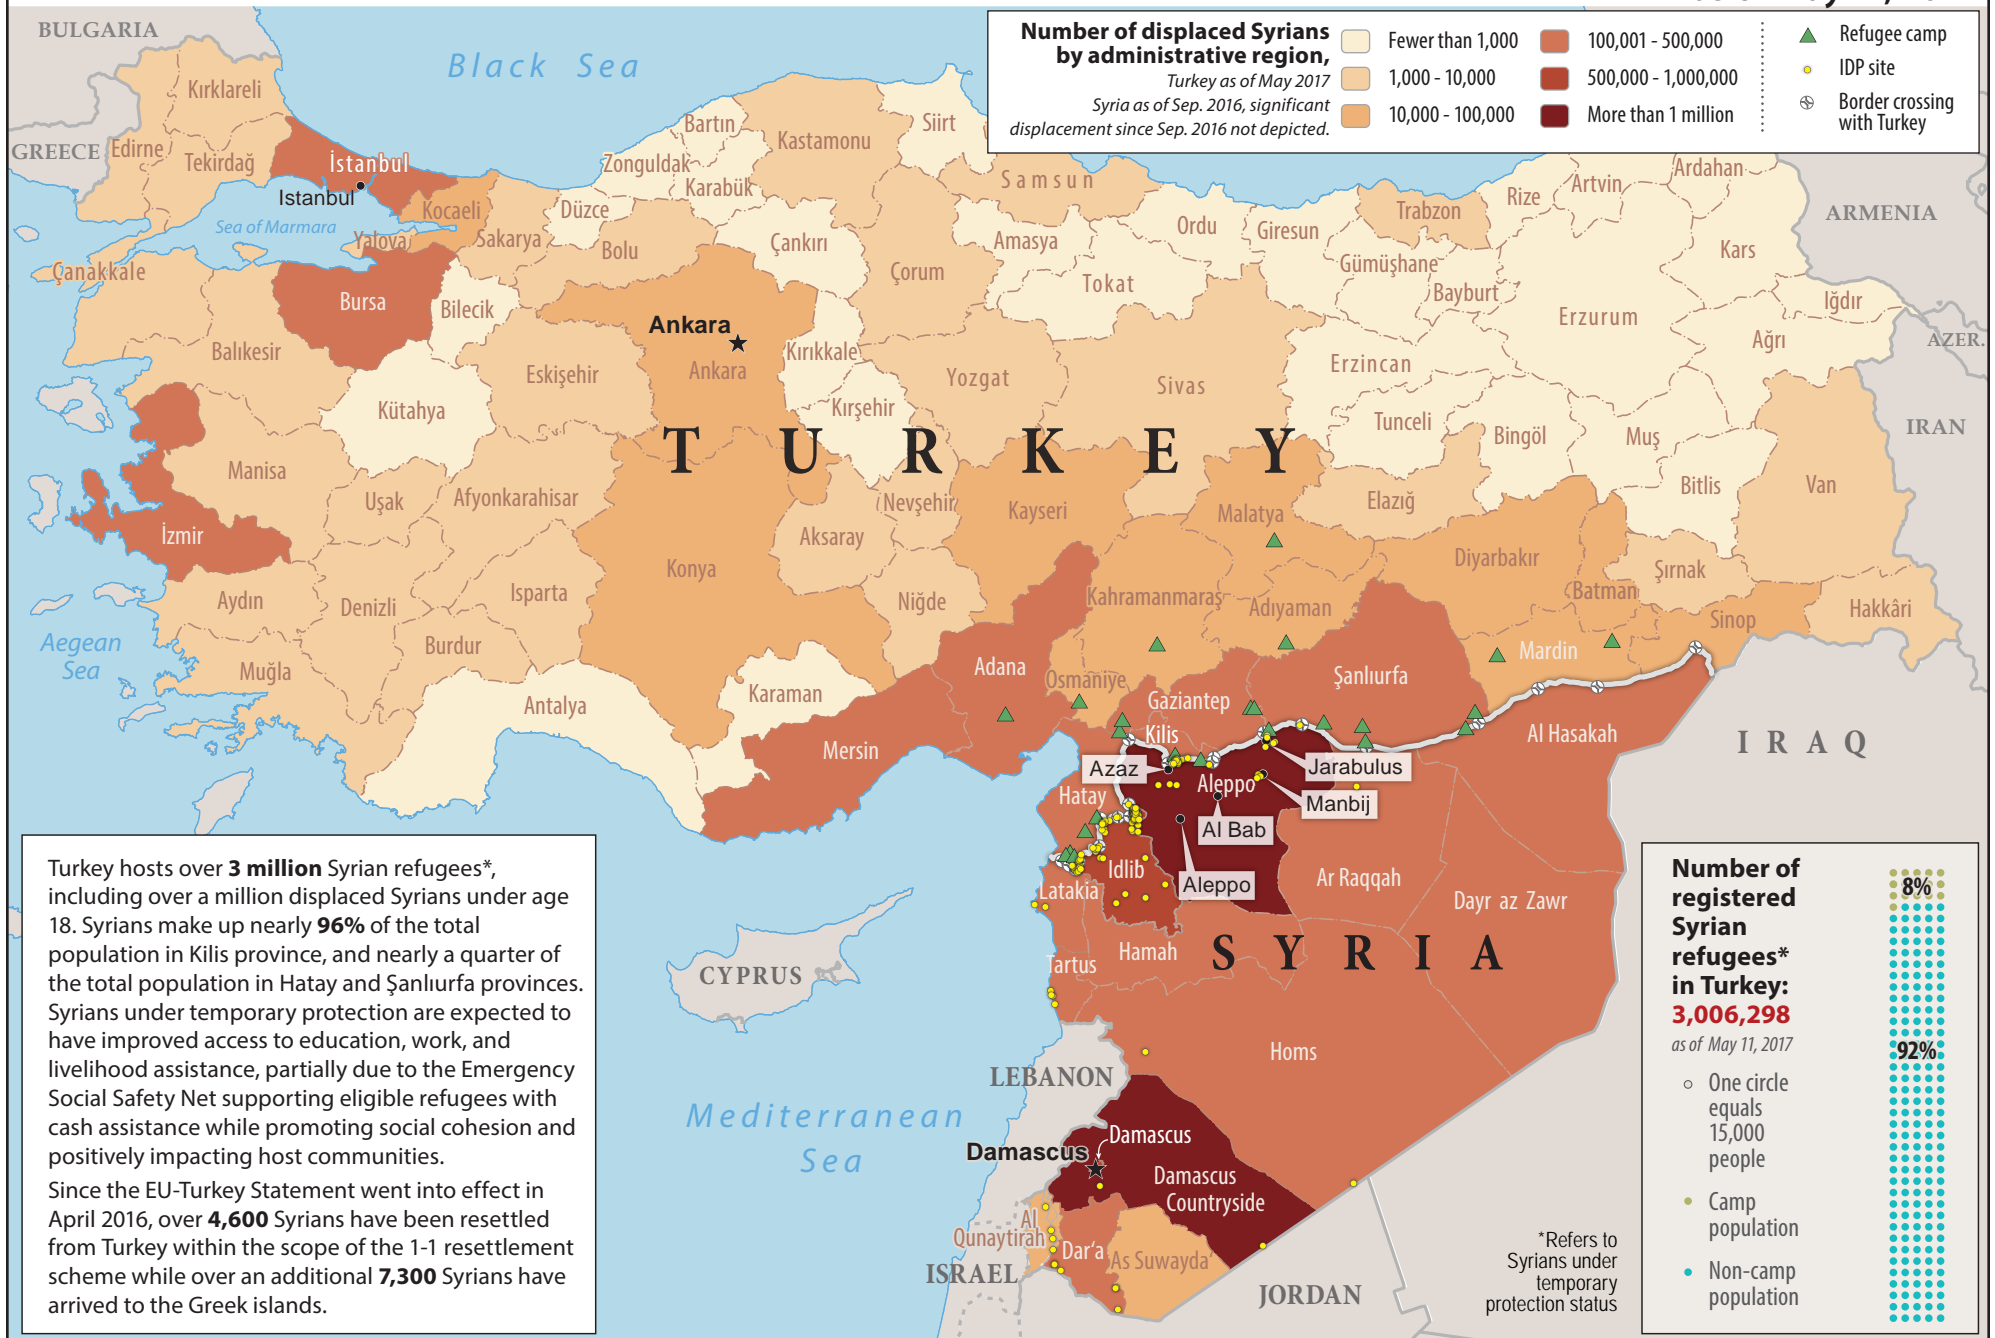 Number of displaced Syrians
by administrative region,
Turkey as of May 2017
Syria as of Sep. 2016, significant
displacement since Sep. 2016 not depicted.
Fewer than 1,000
1,000 - 10,000
10,000 - 100,000
100,001 - 500,000
500,000 - 1,000,000
More than 1 million
Refugee camp
IDP site
Border crossing
with Turkey
BULGARIA
Black Sea
Kırklareli
GREECE
Edirne
Tekirdağ
İstanbul
Istanbul
Sea of Marmara
Kocaeli
Yalova
Sakarya
Düzce
Zonguldak
Bartın
Karabük
Kastamonu
Siirt
Samsun
Bolu
Çankırı
Çorum
Amasya
Tokat
Ordu
Giresun
Trabzon
Rize
Artvin
Ardahan
ARMENIA
Gümüşhane
Bayburt
Kars
Iğdır
Erzurum
Ağrı
AZER.
Çanakkale
Bursa
Bilecik
Balıkesir
Eskişehir
Ankara
Ankara
Kırıkkale
Yozgat
Sivas
Erzincan
Kütahya
Kırşehir
Tunceli
Bingöl
Muş
IRAN
TURKEY
Manisa
Uşak
Afyonkarahisar
Nevşehir
Kayseri
Malatya
Elazığ
Bitlis
Van
İzmir
Aksaray
Konya
Diyarbakır
Şırnak
Batman
Aydın
Denizli
Isparta
Niğde
Kahramanmaraş
Adıyaman
Sinop
Hakkâri
Aegean
Sea
Burdur
Muğla
Antalya
Karaman
Mersin
Adana
Osmaniye
Gaziantep
Şanlıurfa
Mardin
Kilis
Al Hasakah
IRAQ
Azaz
Jarabulus
Aleppo
Manbij
Hatay
Al Bab
Idlib
Aleppo
Latakia
Ar Raqqah
Dayr az Zawr
Hamah
SYRIA
Tartus
CYPRUS
Homs
LEBANON
Mediterranean
Sea
Damascus
Damascus
Damascus
Countryside
Al
Qunaytirah
Dar'a
As Suwayda'
ISRAEL
JORDAN
Turkey hosts over 3 million Syrian refugees*,
including over a million displaced Syrians under age
18. Syrians make up nearly 96% of the total
population in Kilis province, and nearly a quarter of
the total population in Hatay and Şanlıurfa provinces.
Syrians under temporary protection are expected to
have improved access to education, work, and
livelihood assistance, partially due to the Emergency
Social Safety Net supporting eligible refugees with
cash assistance while promoting social cohesion and
positively impacting host communities.
Since the EU-Turkey Statement went into effect in
April 2016, over 4,600 Syrians have been resettled
from Turkey within the scope of the 1-1 resettlement
scheme while over an additional 7,300 Syrians have
arrived to the Greek islands.
Number of
registered
Syrian
refugees*
in Turkey:
3,006,298
as of May 11, 2017
One circle
equals
15,000
people
Camp
population
Non-camp
population
8%
92%
*Refers to
Syrians under
temporary
protection status